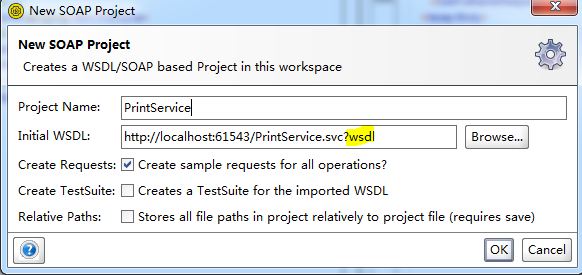 New SOAP Project
New SOAP Project
Creates a WSDL/SOAP based Project in this workspace
Project Name: PrintService
Initial WSDL: http://localhost:61543/PrintService.svc?wsdl Browse...
Create Requests: Create sample requests for all operations?
Create TestSuite: Creates a TestSuite for the imported WSDL
Relative Paths: Stores all file paths in project relatively to project file (requires save)
? OK Cancel